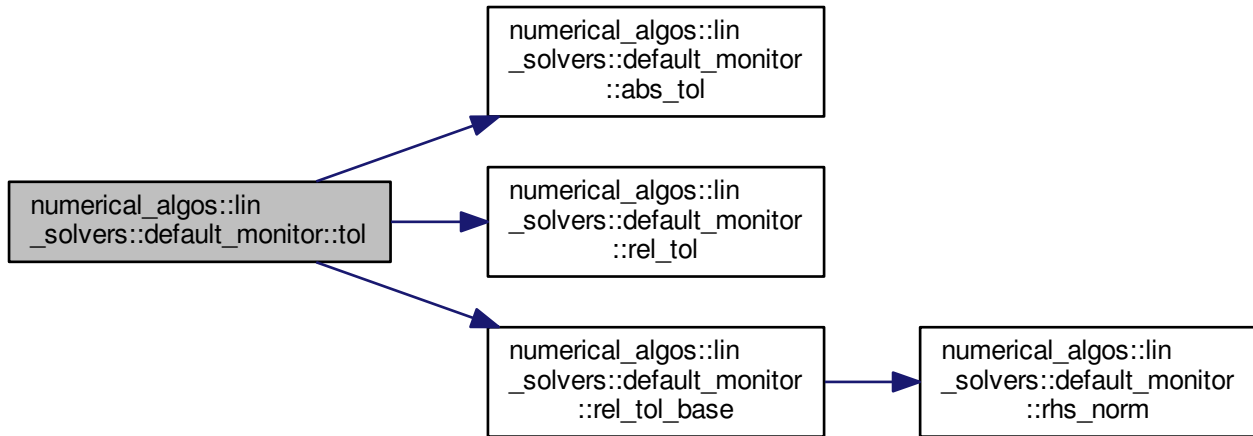 numerical_algos::lin
_solvers::default_monitor::tol
numerical_algos::lin
_solvers::default_monitor
::abs_tol
numerical_algos::lin
_solvers::default_monitor
::rel_tol
numerical_algos::lin
_solvers::default_monitor
::rel_tol_base
numerical_algos::lin
_solvers::default_monitor
::rhs_norm